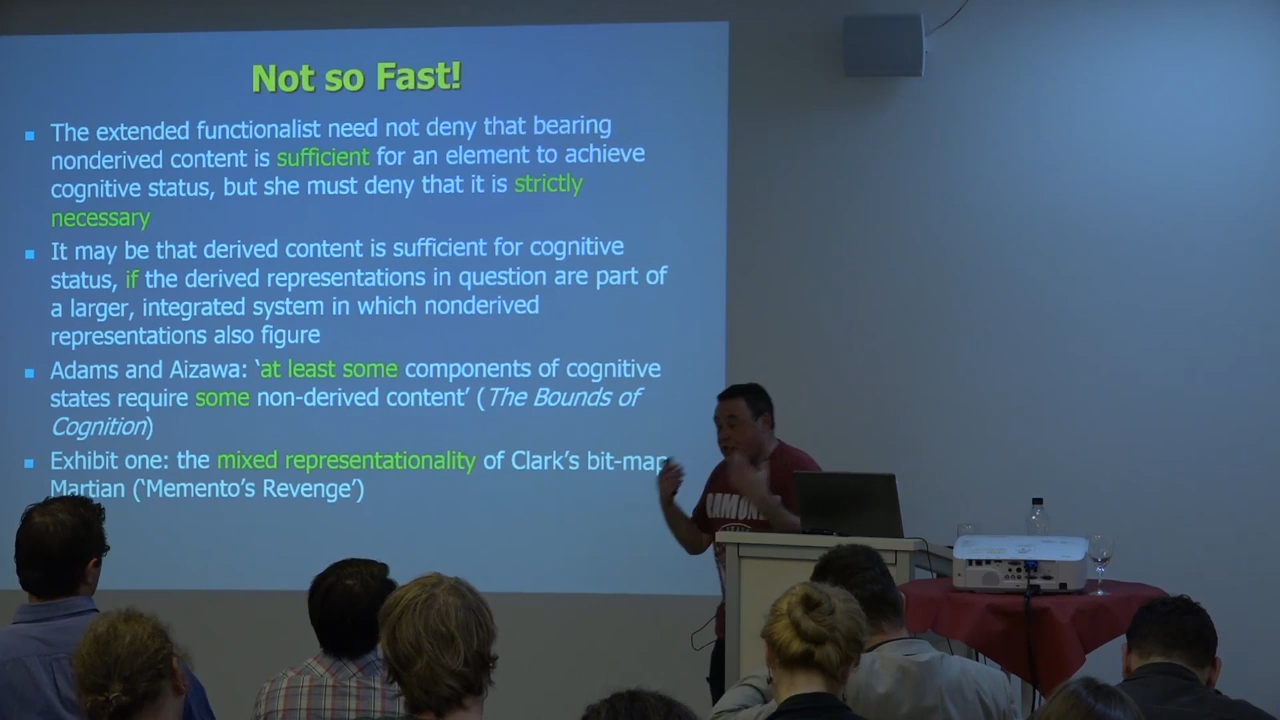 Not so Fast!
The extended functionalist need not deny that bearing
nonderived content is sufficient for an element to achieve
cognitive status, but she must deny that it is strictly
necessary
It may be that derived content is sufficient for cognitive
status, if the derived representations in question are part of
a larger, integrated system in which nonderived
representations also figure
Adams and Aizawa: ‘at least some components of cognitive
states require some non-derived content’ (The Bounds of
Cognition)
Exhibit one: the mixed representationality of Clark’s bit-map
Martian (‘Memento’s Revenge’)